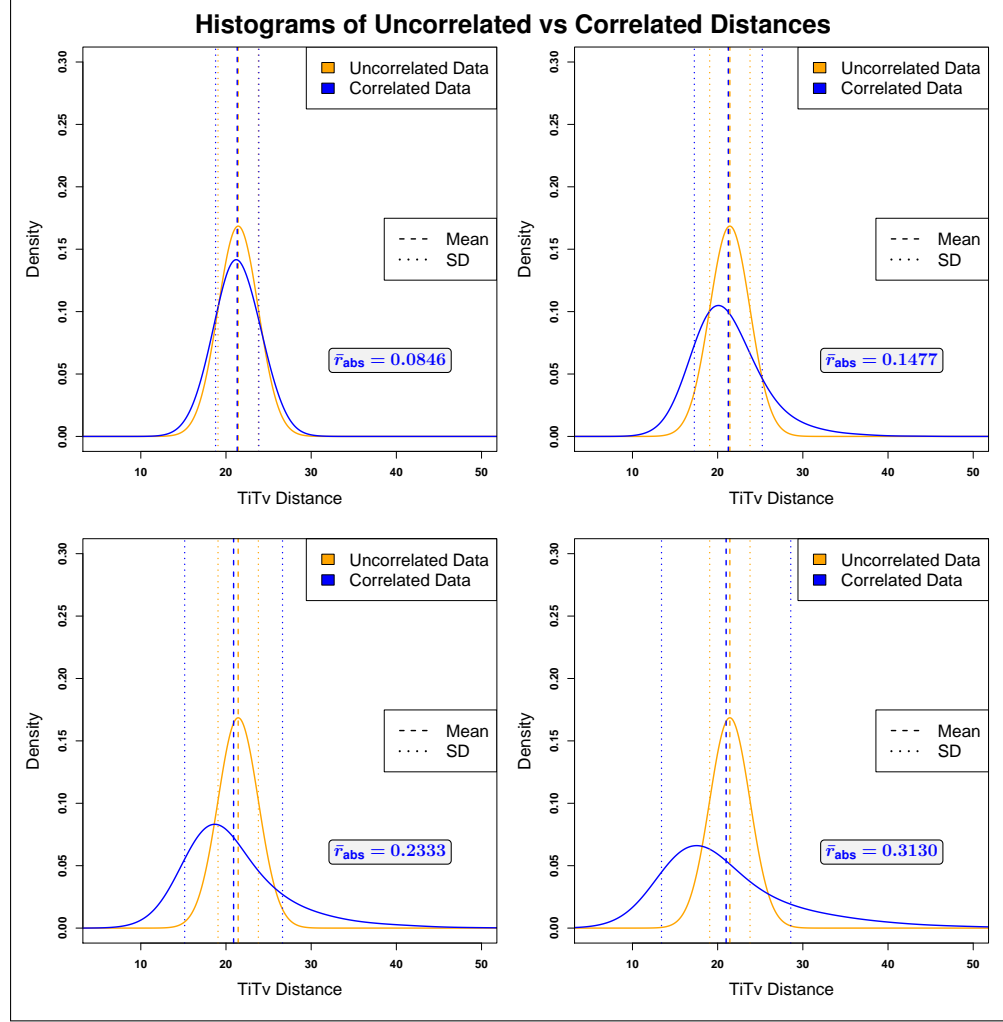 Histograms of Uncorrelated vs Correlated Distances
Uncorrelated Data
Correlated Data
Mean
SD
r̄abs = 0.0846
Density
0.00
0.05
0.10
0.15
0.20
0.25
0.30
10
20
30
40
50
TiTv Distance
Uncorrelated Data
Correlated Data
Mean
SD
r̄abs = 0.1477
Density
0.00
0.05
0.10
0.15
0.20
0.25
0.30
10
20
30
40
50
TiTv Distance
Uncorrelated Data
Correlated Data
Mean
SD
r̄abs = 0.2333
Density
0.00
0.05
0.10
0.15
0.20
0.25
0.30
10
20
30
40
50
TiTv Distance
Uncorrelated Data
Correlated Data
Mean
SD
r̄abs = 0.3130
Density
0.00
0.05
0.10
0.15
0.20
0.25
0.30
10
20
30
40
50
TiTv Distance